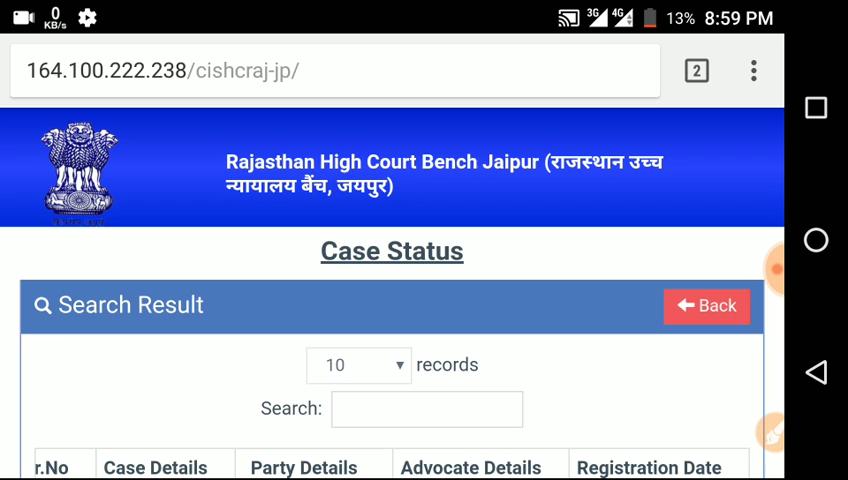 0
KB/s
3G 4G 13% 8:59 PM
164.100.222.238/cishcraj-jp/
2
Rajasthan High Court Bench Jaipur (राजस्थान उच्च
न्यायालय बैंच, जयपुर)
Case Status
Search Result
Back
10 records
Search:
r.No Case Details Party Details Advocate Details Registration Date